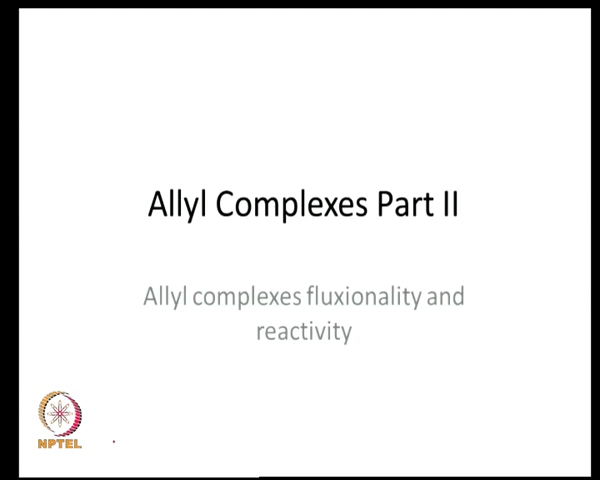 Allyl Complexes Part II
Allyl complexes fluxionality and
reactivity
NPTEL